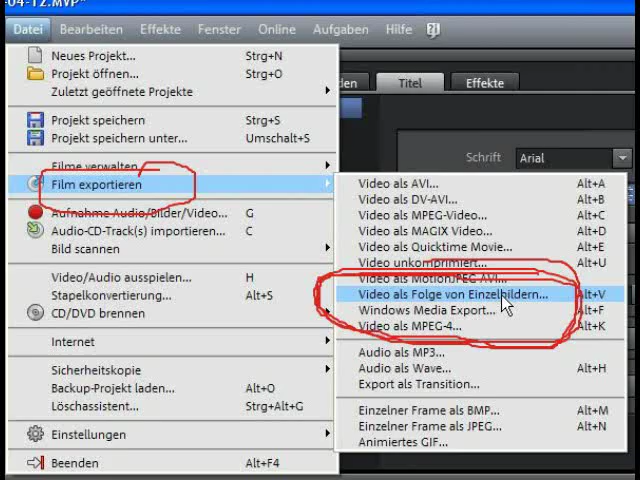 -04-12.MVP*
Datei Bearbeiten Effekte Fenster Online Aufgaben Hilfe
Neues Projekt... Strg+N
Projekt öffnen... Strg+O
Zuletzt geöffnete Projekte
Projekt speichern Strg+S
Projekt speichern unter... Umschalt+S
Filme verwalten
Film exportieren
Aufnahme Audio/Bilder/Video... G
Audio-CD-Track(s) importieren... C
Bild scannen
Video/Audio ausspielen... H
Stapelkonvertierung... Alt+S
CD/DVD brennen
Internet
Sicherheitskopie
Backup-Projekt laden... Alt+O
Löschassistent... Strg+Alt+G
Einstellungen
Beenden Alt+F4
den Titel Effekte
Schrift Arial
Video als AVI... Alt+A
Video als DV-AVI... Alt+B
Video als MPEG-Video... Alt+C
Video als MAGIX Video... Alt+D
Video als Quicktime Movie... Alt+E
Video unkomprimiert... Alt+U
Video als MotionJPEG AVI...
Video als Folge von Einzelbildern... Alt+V
Windows Media Export... Alt+F
Video als MPEG-4... Alt+K
Audio als MP3...
Audio als Wave... Alt+H
Export als Transition...
Einzelner Frame als BMP... Alt+M
Einzelner Frame als JPEG... Alt+N
Animiertes GIF...